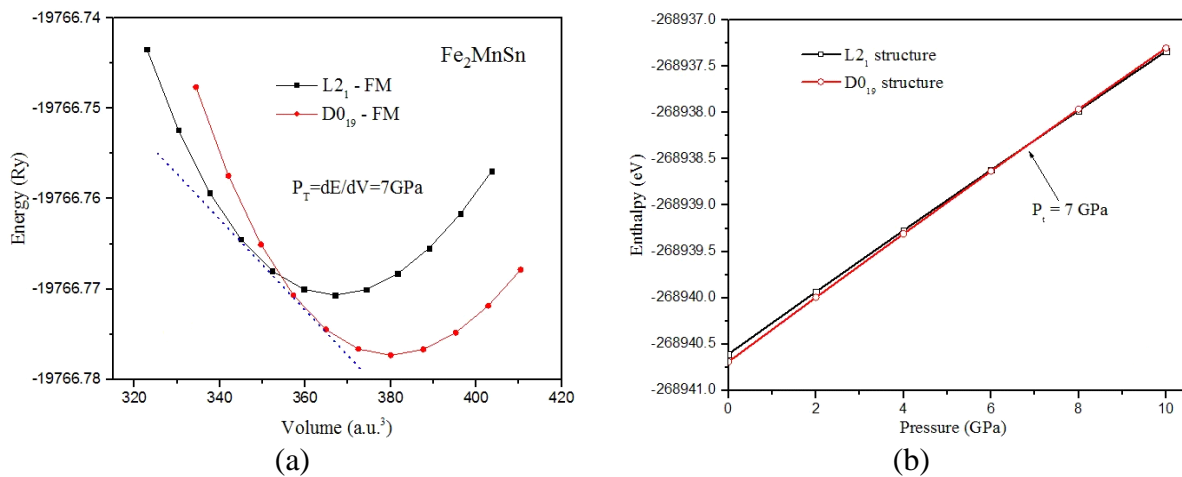 -19766.74
-19766.75
-19766.76
-19766.77
-19766.78
Energy (Ry)
Fe₂MnSn
L2₁ - FM
D0₁₉ - FM
P_T=dE/dV=7GPa
320 340 360 380 400 420
Volume (a.u.³)
(a)
-268937.0
-268937.5
-268938.0
-268938.5
-268939.0
-268939.5
-268940.0
-268940.5
-268941.0
Enthalpy (eV)
L2₁ structure
D0₁₉ structure
P_t = 7 GPa
0 2 4 6 8 10
Pressure (GPa)
(b)